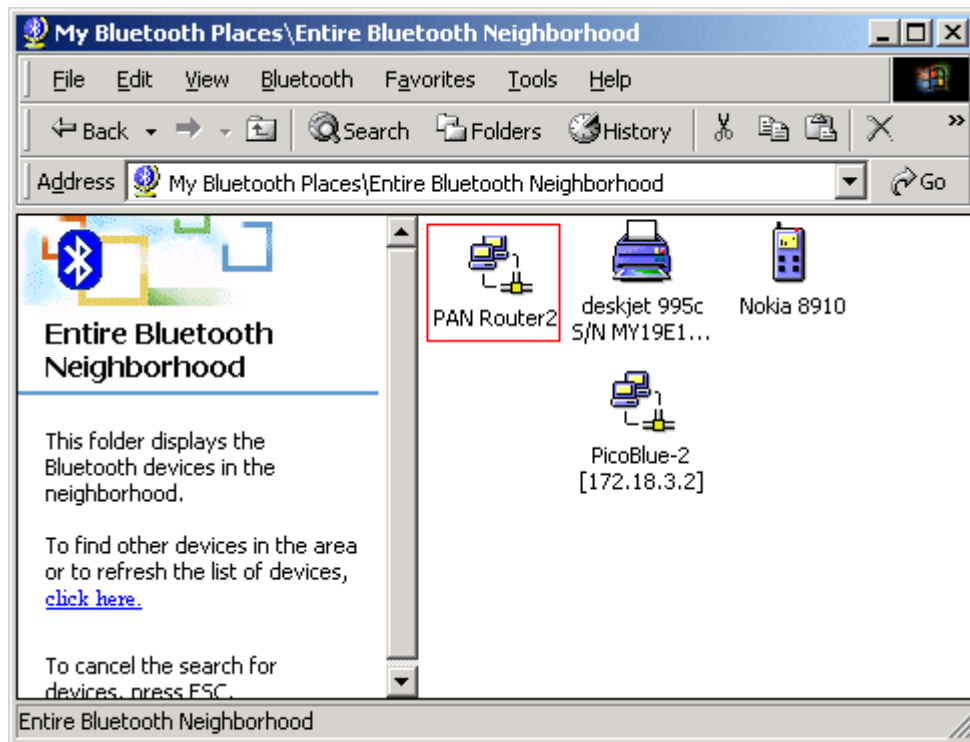 My Bluetooth Places\Entire Bluetooth Neighborhood
File Edit View Bluetooth Favorites Tools Help
Back Search Folders History »
Address My Bluetooth Places\Entire Bluetooth Neighborhood Go
Entire Bluetooth
Neighborhood
This folder displays the
Bluetooth devices in the
neighborhood.
To find other devices in the area
or to refresh the list of devices,
click here.
To cancel the search for
devices, press ESC.
PAN Router2
deskjet 995c
S/N MY19E1...
Nokia 8910
PicoBlue-2
[172.18.3.2]
Entire Bluetooth Neighborhood